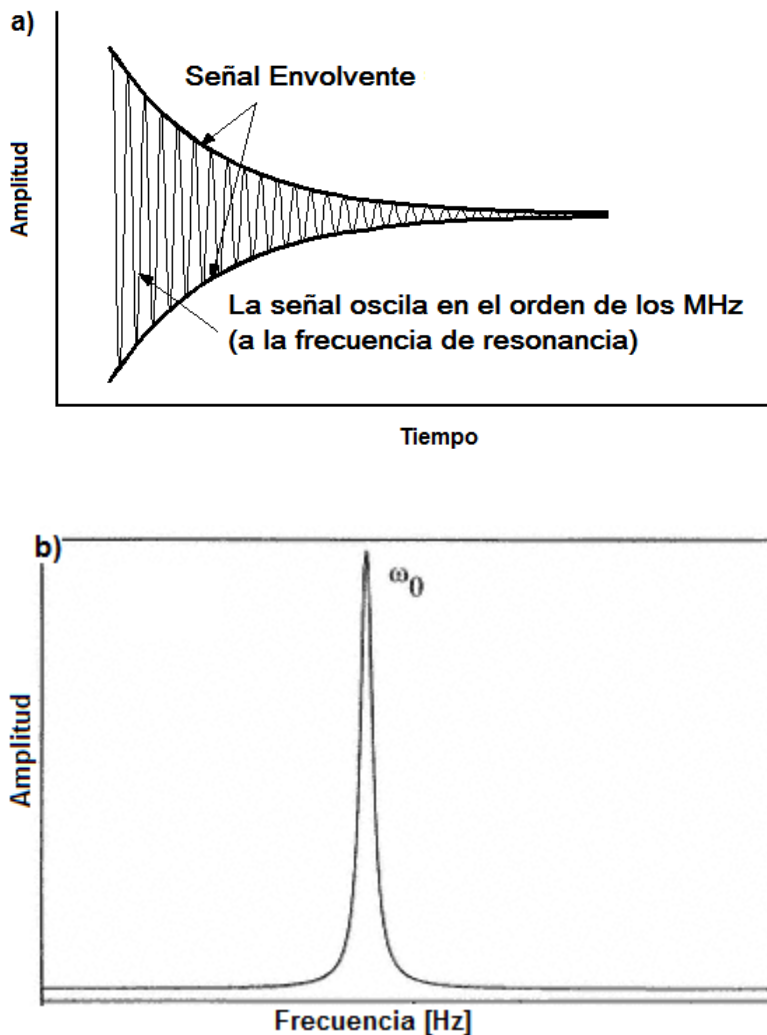 a)
Señal Envolvente
Amplitud
La señal oscila en el orden de los MHz
(a la frecuencia de resonancia)
Tiempo
b)
ω0
Amplitud
Frecuencia [Hz]